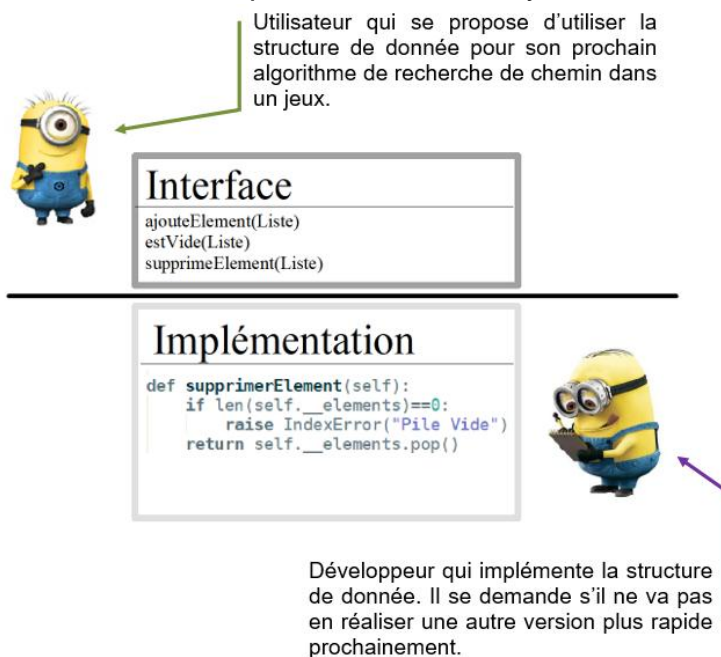 Utilisateur qui se propose d'utiliser la
structure de donnée pour son prochain
algorithme de recherche de chemin dans
un jeux.
Interface
ajouteElement(Liste)
estVide(Liste)
supprimeElement(Liste)
Implémentation
def supprimerElement(self):
    if len(self.__elements)==0:
        raise IndexError("Pile Vide")
    return self.__elements.pop()
Développeur qui implémente la structure
de donnée. Il se demande s'il ne va pas
en réaliser une autre version plus rapide
prochainement.